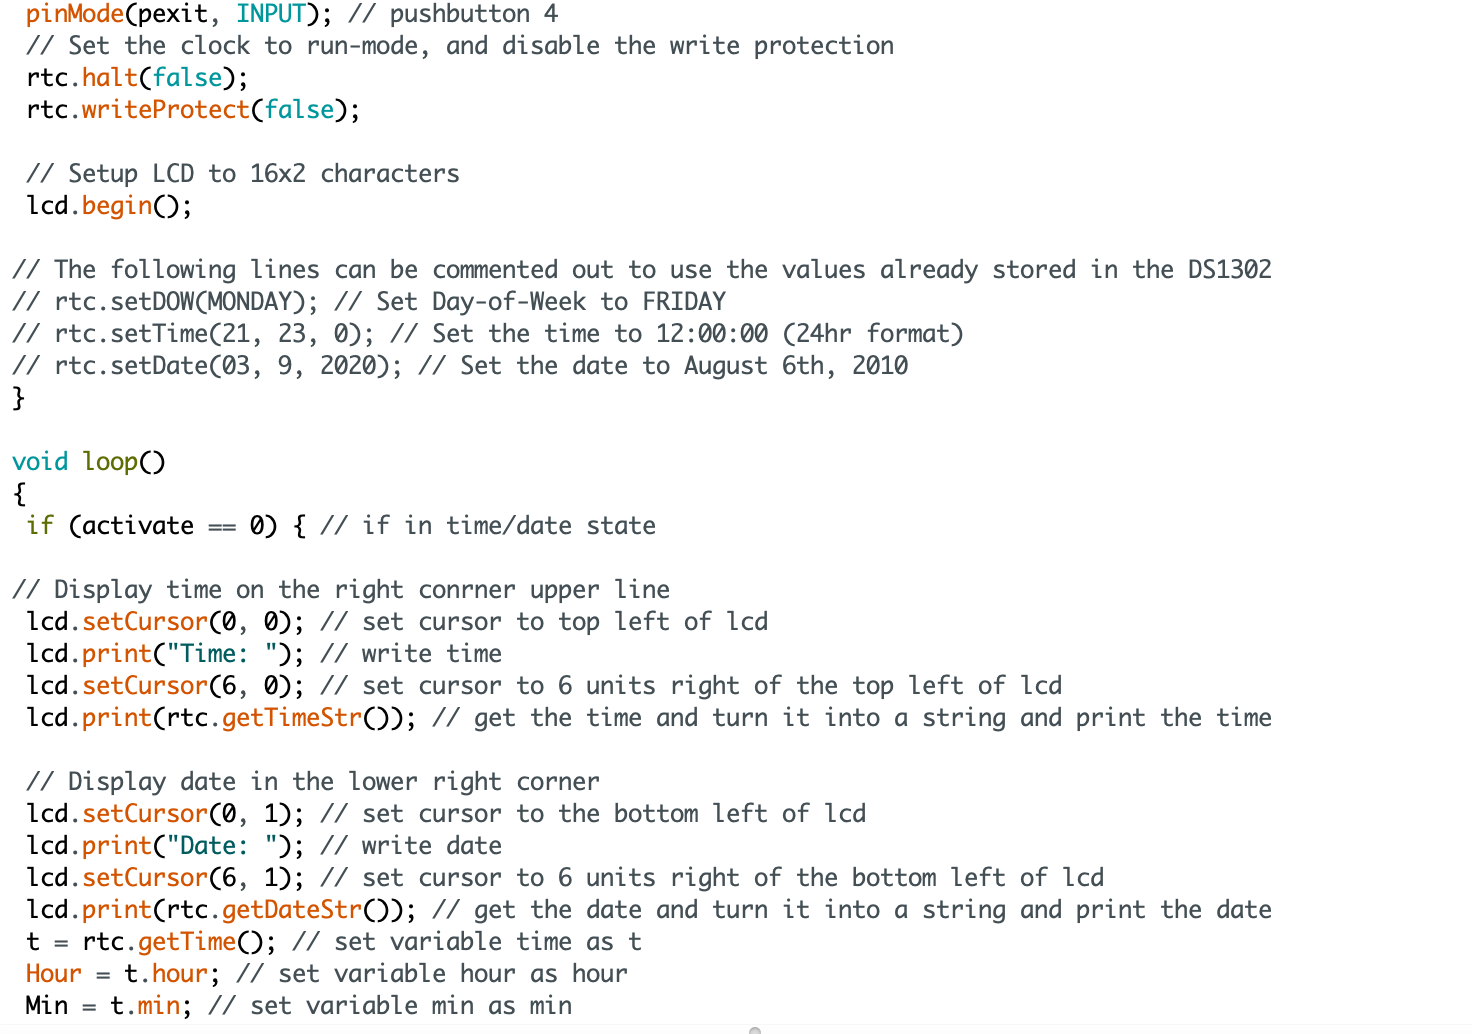 pinMode(pexit, INPUT); // pushbutton 4
// Set the clock to run-mode, and disable the write protection
rtc.halt(false);
rtc.writeProtect(false);
// Setup LCD to 16x2 characters
lcd.begin();
// The following lines can be commented out to use the values already stored in the DS1302
// rtc.setDOW(MONDAY); // Set Day-of-Week to FRIDAY
// rtc.setTime(21, 23, 0); // Set the time to 12:00:00 (24hr format)
// rtc.setDate(03, 9, 2020); // Set the date to August 6th, 2010
}
void loop()
{
if (activate == 0) { // if in time/date state
// Display time on the right conrner upper line
lcd.setCursor(0, 0); // set cursor to top left of lcd
lcd.print("Time: "); // write time
lcd.setCursor(6, 0); // set cursor to 6 units right of the top left of lcd
lcd.print(rtc.getTimeStr()); // get the time and turn it into a string and print the time
// Display date in the lower right corner
lcd.setCursor(0, 1); // set cursor to the bottom left of lcd
lcd.print("Date: "); // write date
lcd.setCursor(6, 1); // set cursor to 6 units right of the bottom left of lcd
lcd.print(rtc.getDateStr()); // get the date and turn it into a string and print the date
t = rtc.getTime(); // set variable time as t
Hour = t.hour; // set variable hour as hour
Min = t.min; // set variable min as min